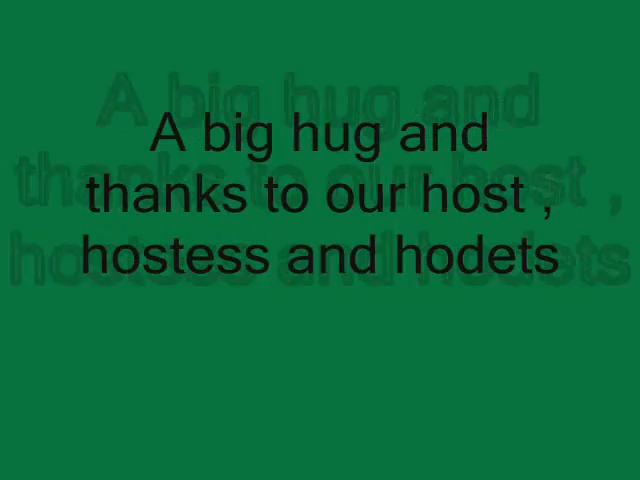 A big hug and
thanks to our host ,
hostess and hodets